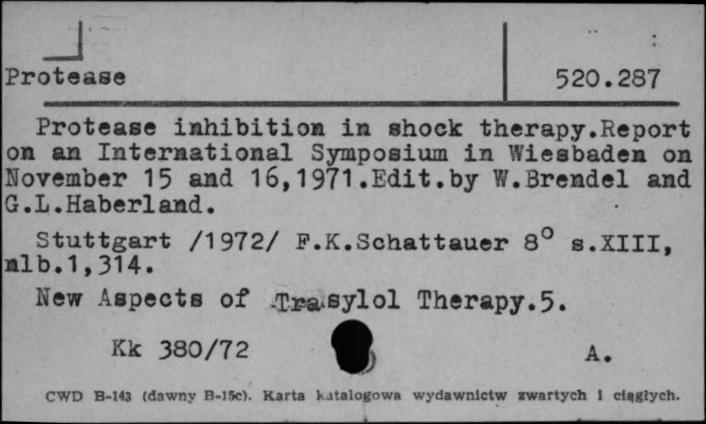 Protease 520.287
Protease inhibition in shock therapy.Report
on an International Symposium in Wiesbaden on
November 15 and 16,1971.Edit.by W.Brendel and
G.L.Haberland.
Stuttgart /1972/ F.K.Schattauer 8° s.XIII,
nlb.1,314.
New Aspects of Trasylol Therapy.5.
Kk 380/72 A.
CWD B-143 (dawny B-15c). Karta katalogowa wydawnictw zwartych i ciągłych.